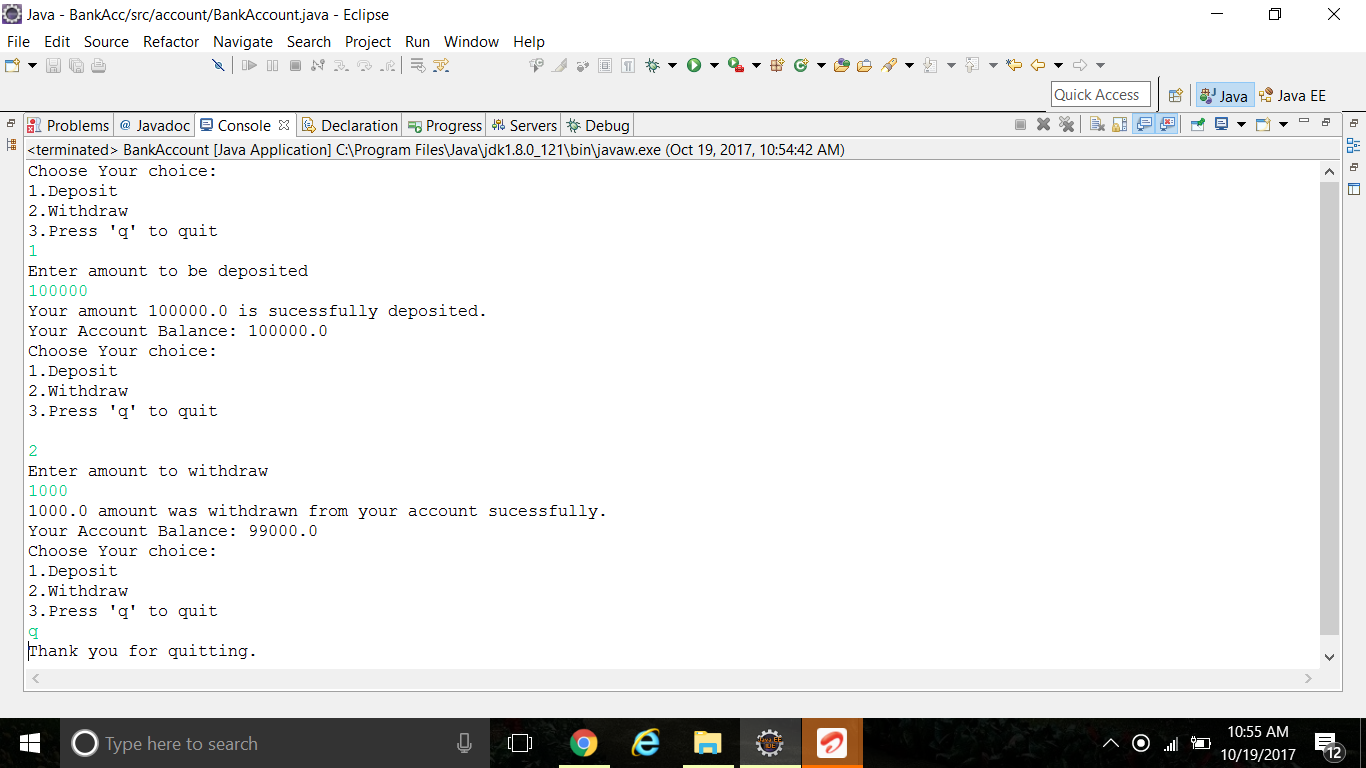 Java - BankAcc/src/account/BankAccount.java - Eclipse
File Edit Source Refactor Navigate Search Project Run Window Help
Quick Access Java Java EE
Problems @ Javadoc Console Declaration Progress Servers Debug
<terminated> BankAccount [Java Application] C:\Program Files\Java\jdk1.8.0_121\bin\javaw.exe (Oct 19, 2017, 10:54:42 AM)
Choose Your choice:
1.Deposit
2.Withdraw
3.Press 'q' to quit
1
Enter amount to be deposited
100000
Your amount 100000.0 is sucessfully deposited.
Your Account Balance: 100000.0
Choose Your choice:
1.Deposit
2.Withdraw
3.Press 'q' to quit
2
Enter amount to withdraw
1000
1000.0 amount was withdrawn from your account sucessfully.
Your Account Balance: 99000.0
Choose Your choice:
1.Deposit
2.Withdraw
3.Press 'q' to quit
q
Thank you for quitting.
Type here to search
10:55 AM
10/19/2017
12